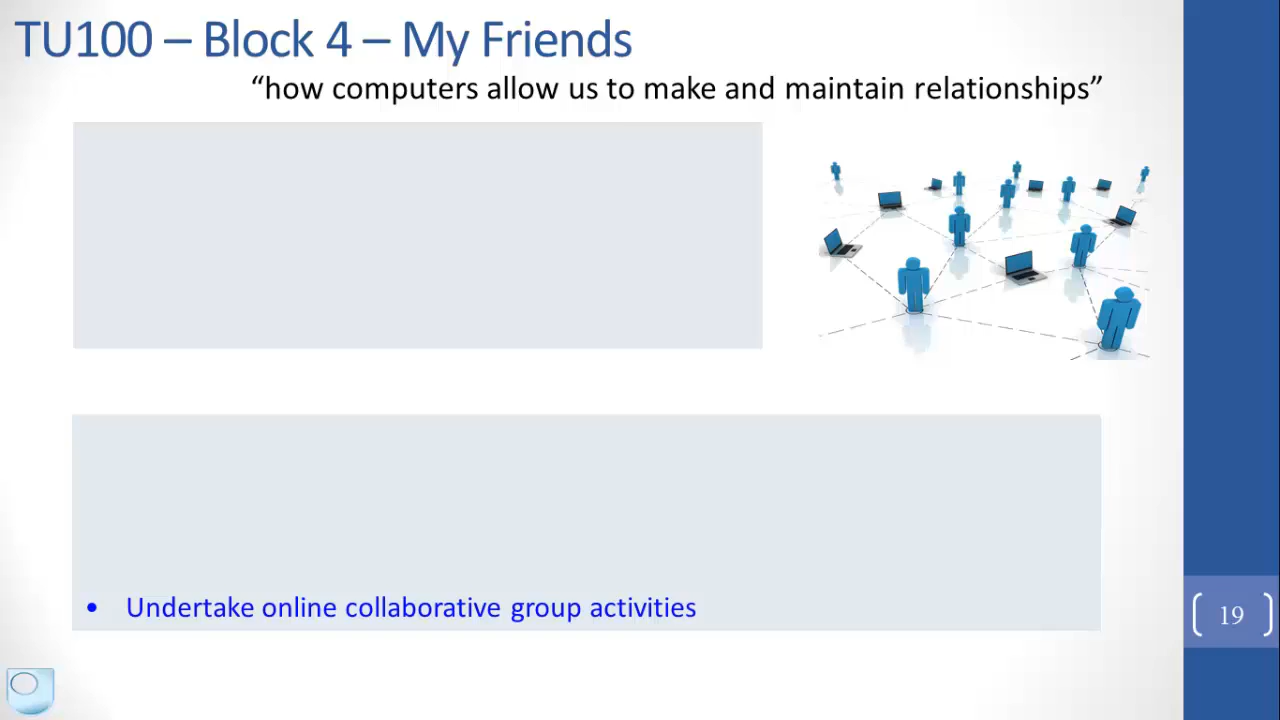 TU100 – Block 4 – My Friends
“how computers allow us to make and maintain relationships”
• Undertake online collaborative group activities
19